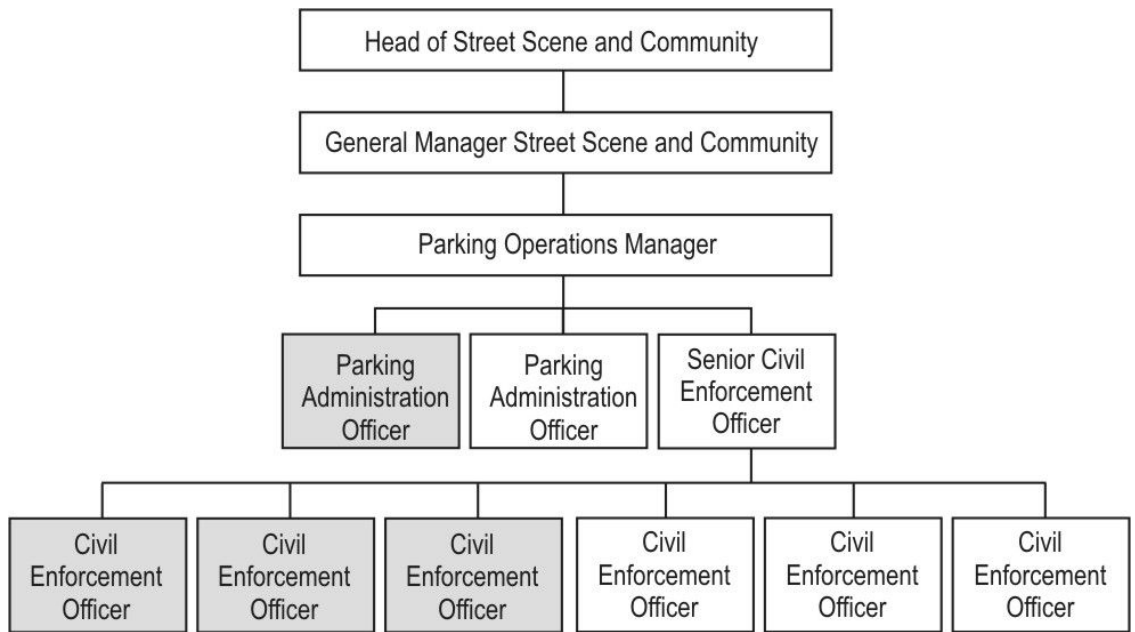 Head of Street Scene and Community
General Manager Street Scene and Community
Parking Operations Manager
Parking
Administration
Officer
Parking
Administration
Officer
Senior Civil
Enforcement
Officer
Civil
Enforcement
Officer
Civil
Enforcement
Officer
Civil
Enforcement
Officer
Civil
Enforcement
Officer
Civil
Enforcement
Officer
Civil
Enforcement
Officer